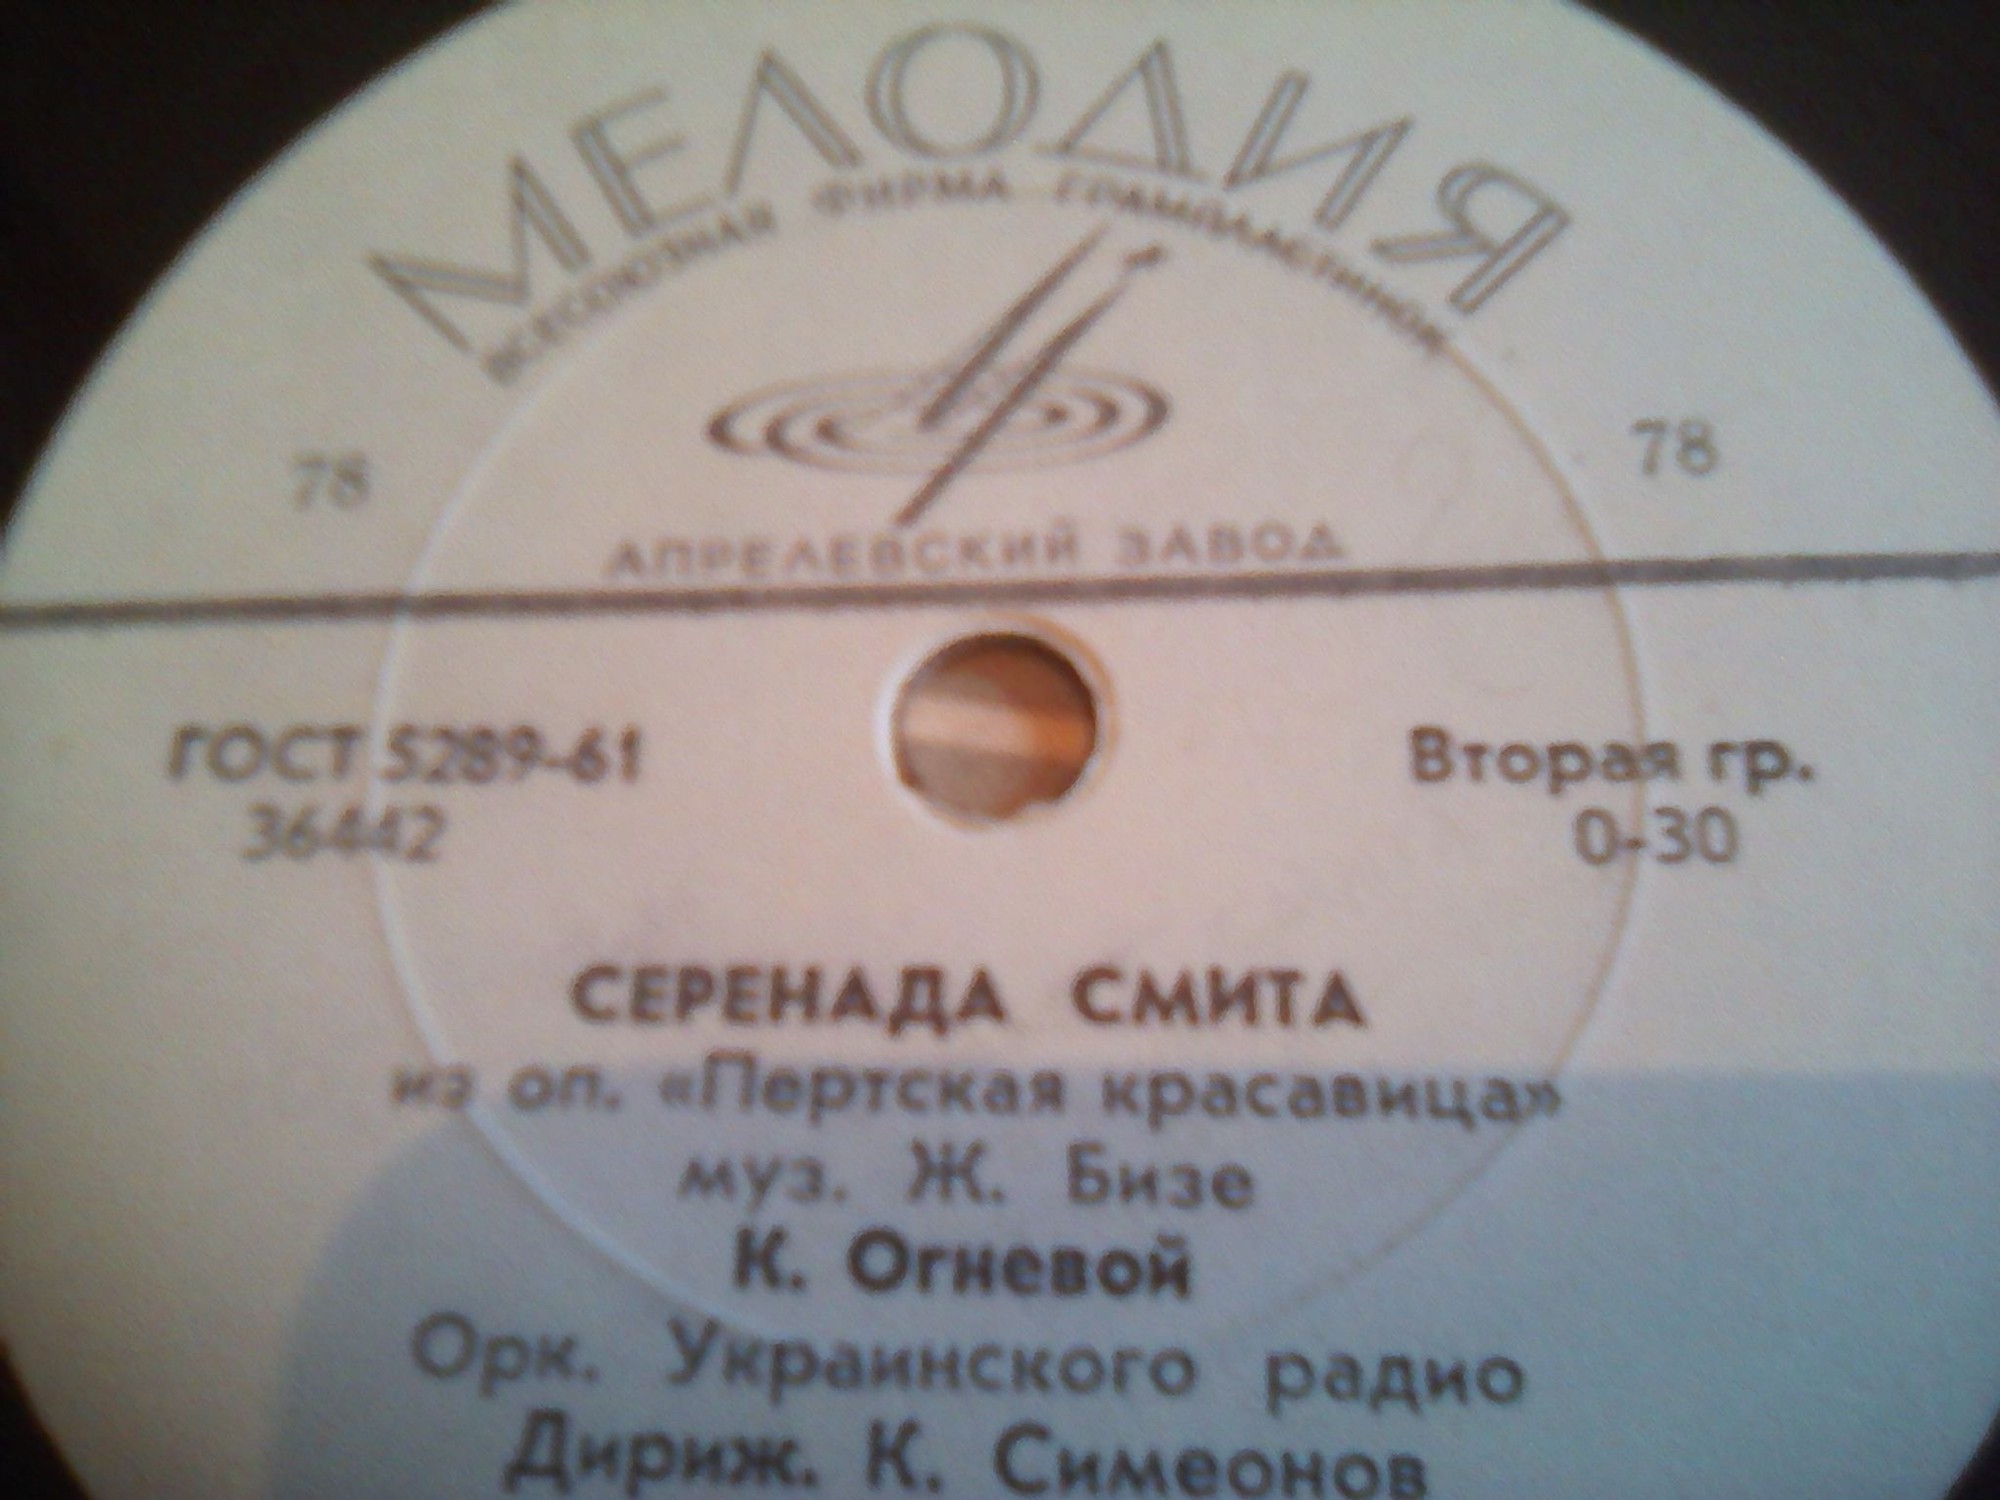 МЕЛОДИЯ
ВСЕСОЮЗНАЯ ФИРМА ГРАМПЛАСТИНОК
78 78
АПРЕЛЕВСКИЙ ЗАВОД
ГОСТ 5289-61 Вторая гр.
36442 0-30
СЕРЕНАДА СМИТА
из оп. «Пертская красавица»
муз. Ж. Бизе
К. Огневой
Орк. Украинского радио
Дириж. К. Симеонов